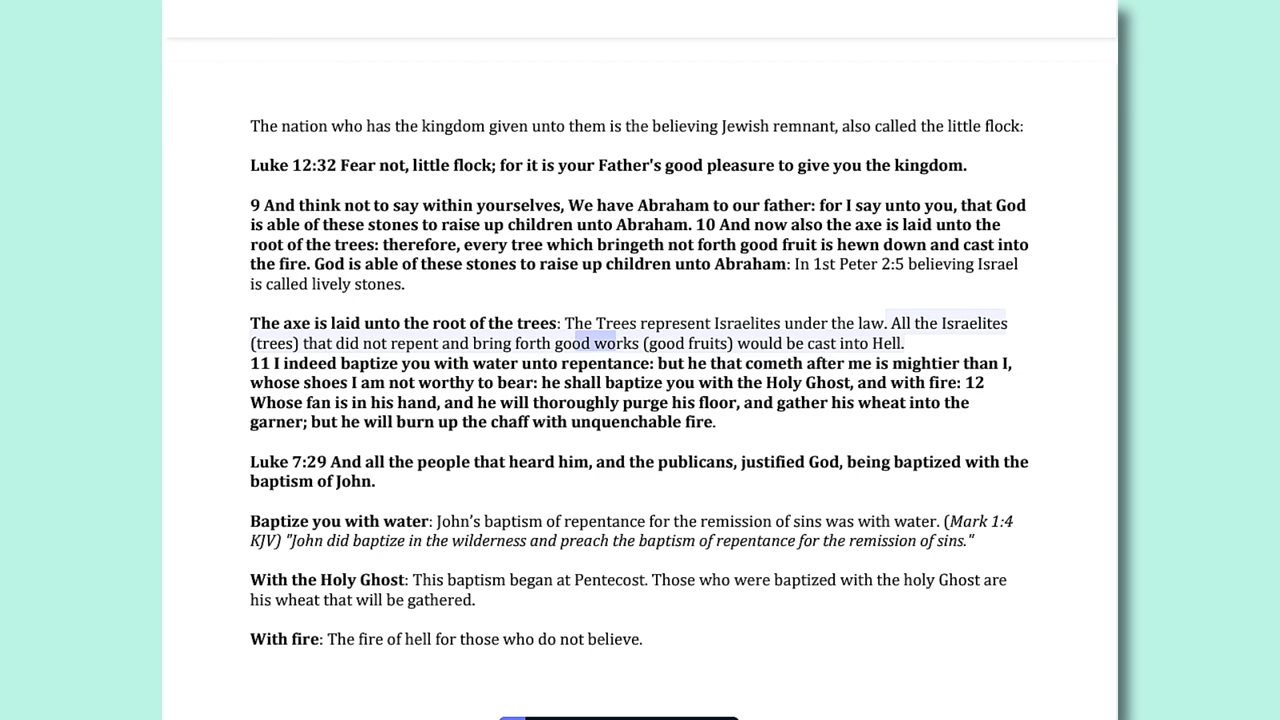 The nation who has the kingdom given unto them is the believing Jewish remnant, also called the little flock:
Luke 12:32 Fear not, little flock; for it is your Father's good pleasure to give you the kingdom.
9 And think not to say within yourselves, We have Abraham to our father: for I say unto you, that God
is able of these stones to raise up children unto Abraham. 10 And now also the axe is laid unto the
root of the trees: therefore, every tree which bringeth not forth good fruit is hewn down and cast into
the fire. God is able of these stones to raise up children unto Abraham: In 1st Peter 2:5 believing Israel
is called lively stones.
The axe is laid unto the root of the trees: The Trees represent Israelites under the law. All the Israelites
(trees) that did not repent and bring forth good works (good fruits) would be cast into Hell.
11 I indeed baptize you with water unto repentance: but he that cometh after me is mightier than I,
whose shoes I am not worthy to bear: he shall baptize you with the Holy Ghost, and with fire: 12
Whose fan is in his hand, and he will thoroughly purge his floor, and gather his wheat into the
garner; but he will burn up the chaff with unquenchable fire.
Luke 7:29 And all the people that heard him, and the publicans, justified God, being baptized with the
baptism of John.
Baptize you with water: John’s baptism of repentance for the remission of sins was with water. (Mark 1:4
KJV) "John did baptize in the wilderness and preach the baptism of repentance for the remission of sins."
With the Holy Ghost: This baptism began at Pentecost. Those who were baptized with the holy Ghost are
his wheat that will be gathered.
With fire: The fire of hell for those who do not believe.